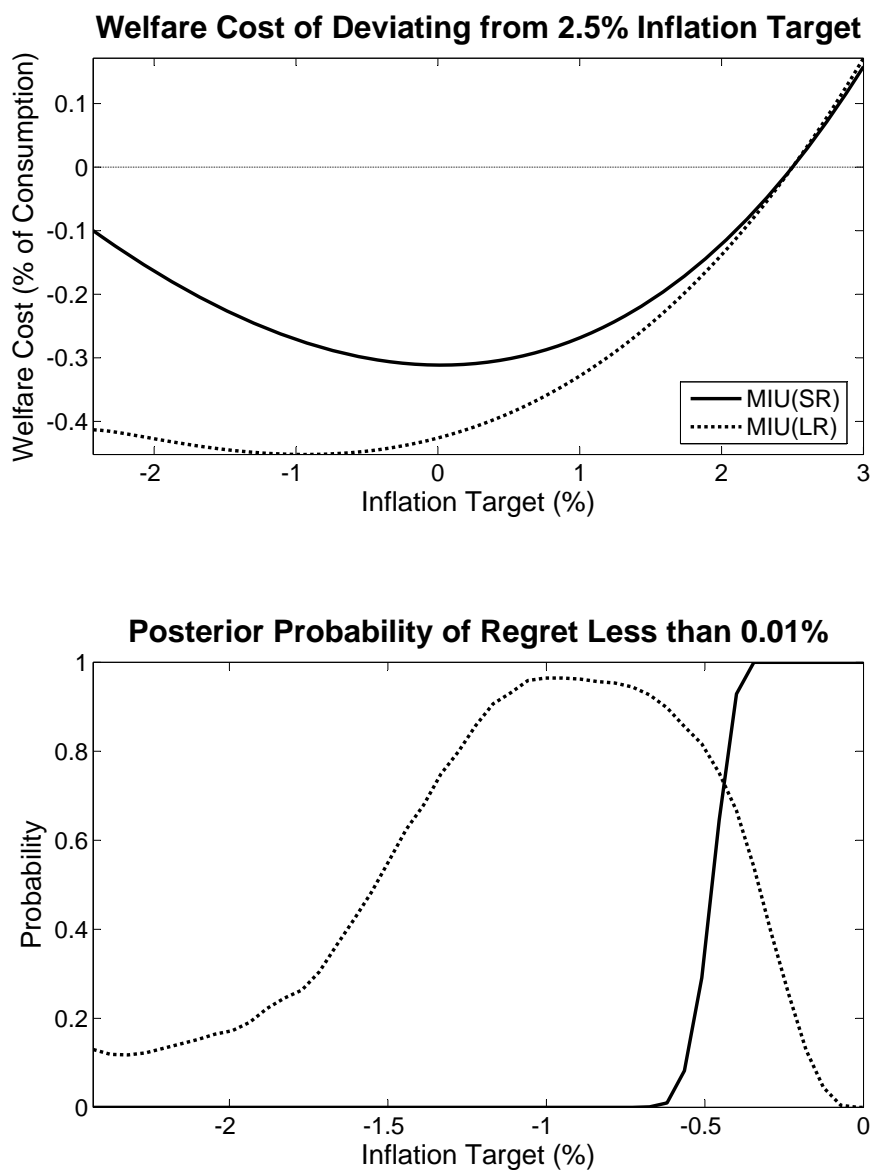 Welfare Cost of Deviating from 2.5% Inflation Target
Welfare Cost (% of Consumption)
0.1
0
-0.1
-0.2
-0.3
-0.4
MIU(SR)
MIU(LR)
-2 -1 0 1 2 3
Inflation Target (%)
Posterior Probability of Regret Less than 0.01%
Probability
1
0.8
0.6
0.4
0.2
0
-2 -1.5 -1 -0.5 0
Inflation Target (%)